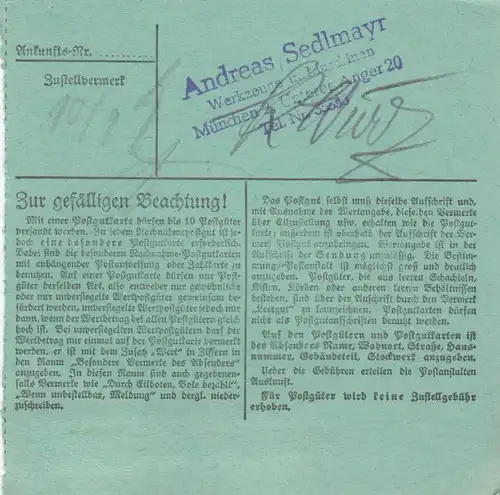 Ankunfts-Nr.
Zustellvermerk
Andreas Sedlmayr
Werkzeuge
München Unterer Anger 20
Tel. Nr.
Zur gefälligen Beachtung!
Mit einer Postgutkarte dürfen bis 10 Postgüter
versandt werden. Zu jedem Nachnahmepostgut ist je-
doch eine besondere Postgutkarte erforderlich.
Dabei sind die besonderen Nachnahme-Postgutkarten
mit anhängender Postanweisung oder Zahlkarte zu
benutzen. Auf einer Postgutkarte dürfen nur Post-
güter derselben Art, also entweder nur gewöhnliche
oder nur unversiegelte Wertpostgüter gemeinsam be-
fördert werden, unversiegelte Wertpostgüter jedoch nur
dann, wenn der Wertbetrag bei allen Postgütern gleich
hoch ist. Bei unversiegelten Wertpostgütern darf der
Wertbetrag nur einmal auf der Postgutkarte vermerkt
werden, er ist mit dem Zusatz „Wert" in Ziffern in
den Raum „Besondere Vermerke des Absenders"
anzugeben. In diesen Raum sind auch gegebenen-
falls Vermerke wie „Durch Eilboten, Bote bezahlt",
„Wenn unbestellbar, Meldung" und dergl. nieder-
zuschreiben.
Das Postgut selbst muß dieselbe Aufschrift und,
mit Ausnahme der Wertangabe, dieselben Vermerke
über Eilzustellung usw. erhalten wie die Postgut-
karte; außerdem ist oberhalb der Aufschrift der Ver-
merk Postgut anzubringen. Wertangabe ist in der
Aufschrift der Sendung unzulässig. Die Bestim-
mungs-Postanstalt ist möglichst groß und deutlich
anzugeben. Postgüter, die aus leeren Schachteln,
Kisten, Körben oder anderen leeren Behältnissen
bestehen, sind über der Aufschrift durch den Vermerk
„Leergut" zu kennzeichnen. Postgutkarten dürfen
nicht als Postgutaufschriften benutzt werden.
Auf den Postgütern und Postgutkarten ist
des Absenders Name, Wohnort, Straße, Haus-
nummer, Gebäudeteil, Stockwerk anzugeben.
Ueber die Gebühren erteilen die Postanstalten
Auskunft.
Für Postgüter wird keine Zustellgebühr
erhoben.